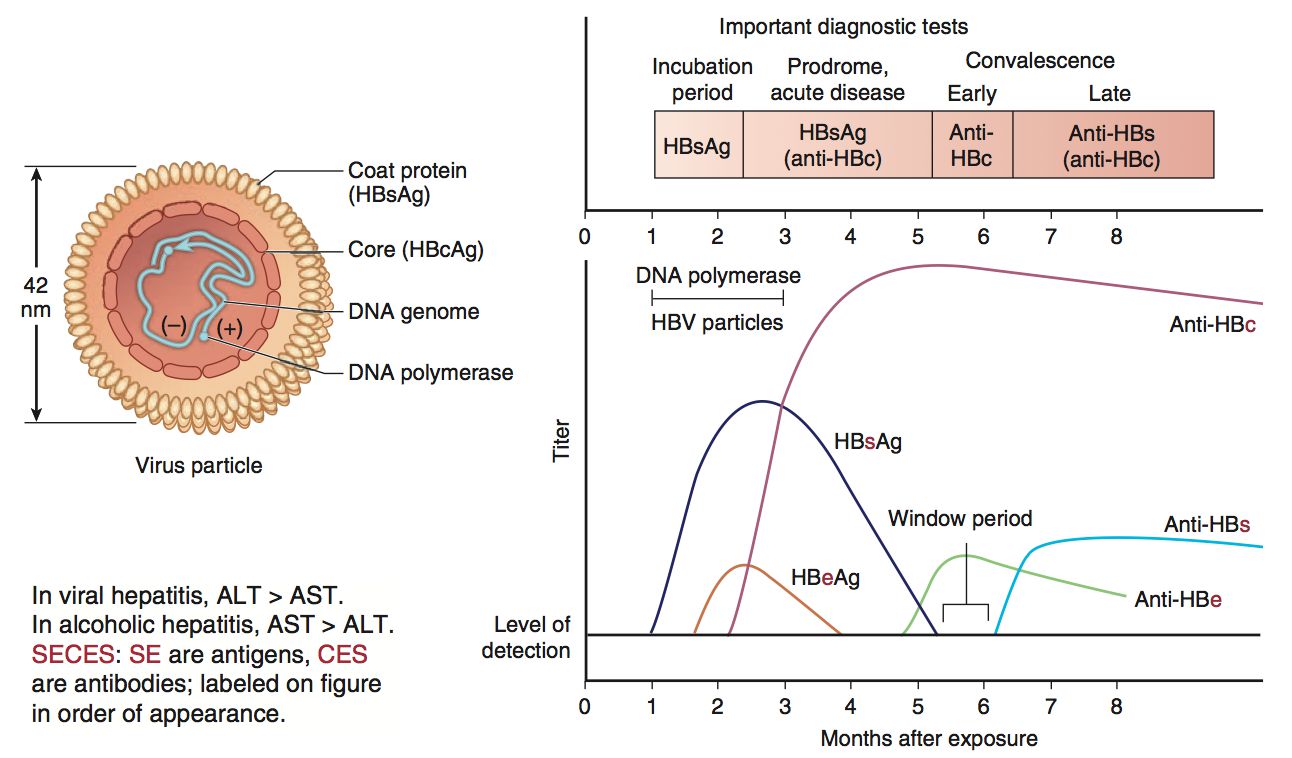 42
nm
Coat protein
(HBsAg)
Core (HBcAg)
DNA genome
DNA polymerase
(–)
(+)
Virus particle
In viral hepatitis, ALT > AST.
In alcoholic hepatitis, AST > ALT.
SECES: SE are antigens, CES
are antibodies; labeled on figure
in order of appearance.
Important diagnostic tests
Incubation
period
Prodrome,
acute disease
Convalescence
Early
Late
HBsAg
HBsAg
(anti-HBc)
Anti-
HBc
Anti-HBs
(anti-HBc)
0 1 2 3 4 5 6 7 8
DNA polymerase
HBV particles
Anti-HBc
HBsAg
Window period
Anti-HBs
HBeAg
Anti-HBe
Titer
Level of
detection
0 1 2 3 4 5 6 7 8
Months after exposure